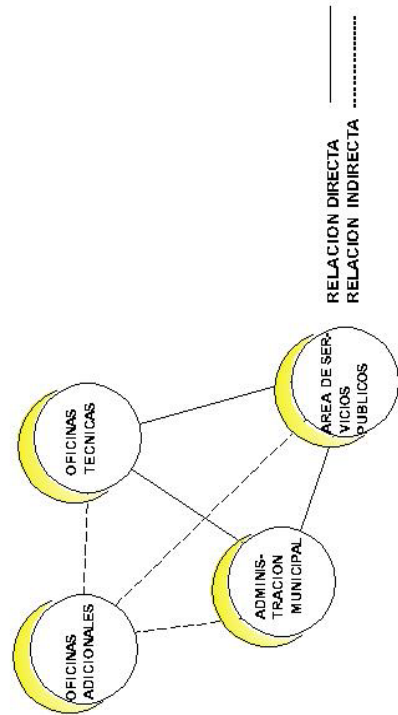 OFICINAS
ADICIONALES
OFICINAS
TECNICAS
ADMINIS-
TRACION
MUNICIPAL
AREA DE SER-
VICIOS
PUBLICOS
RELACION DIRECTA
RELACION INDIRECTA